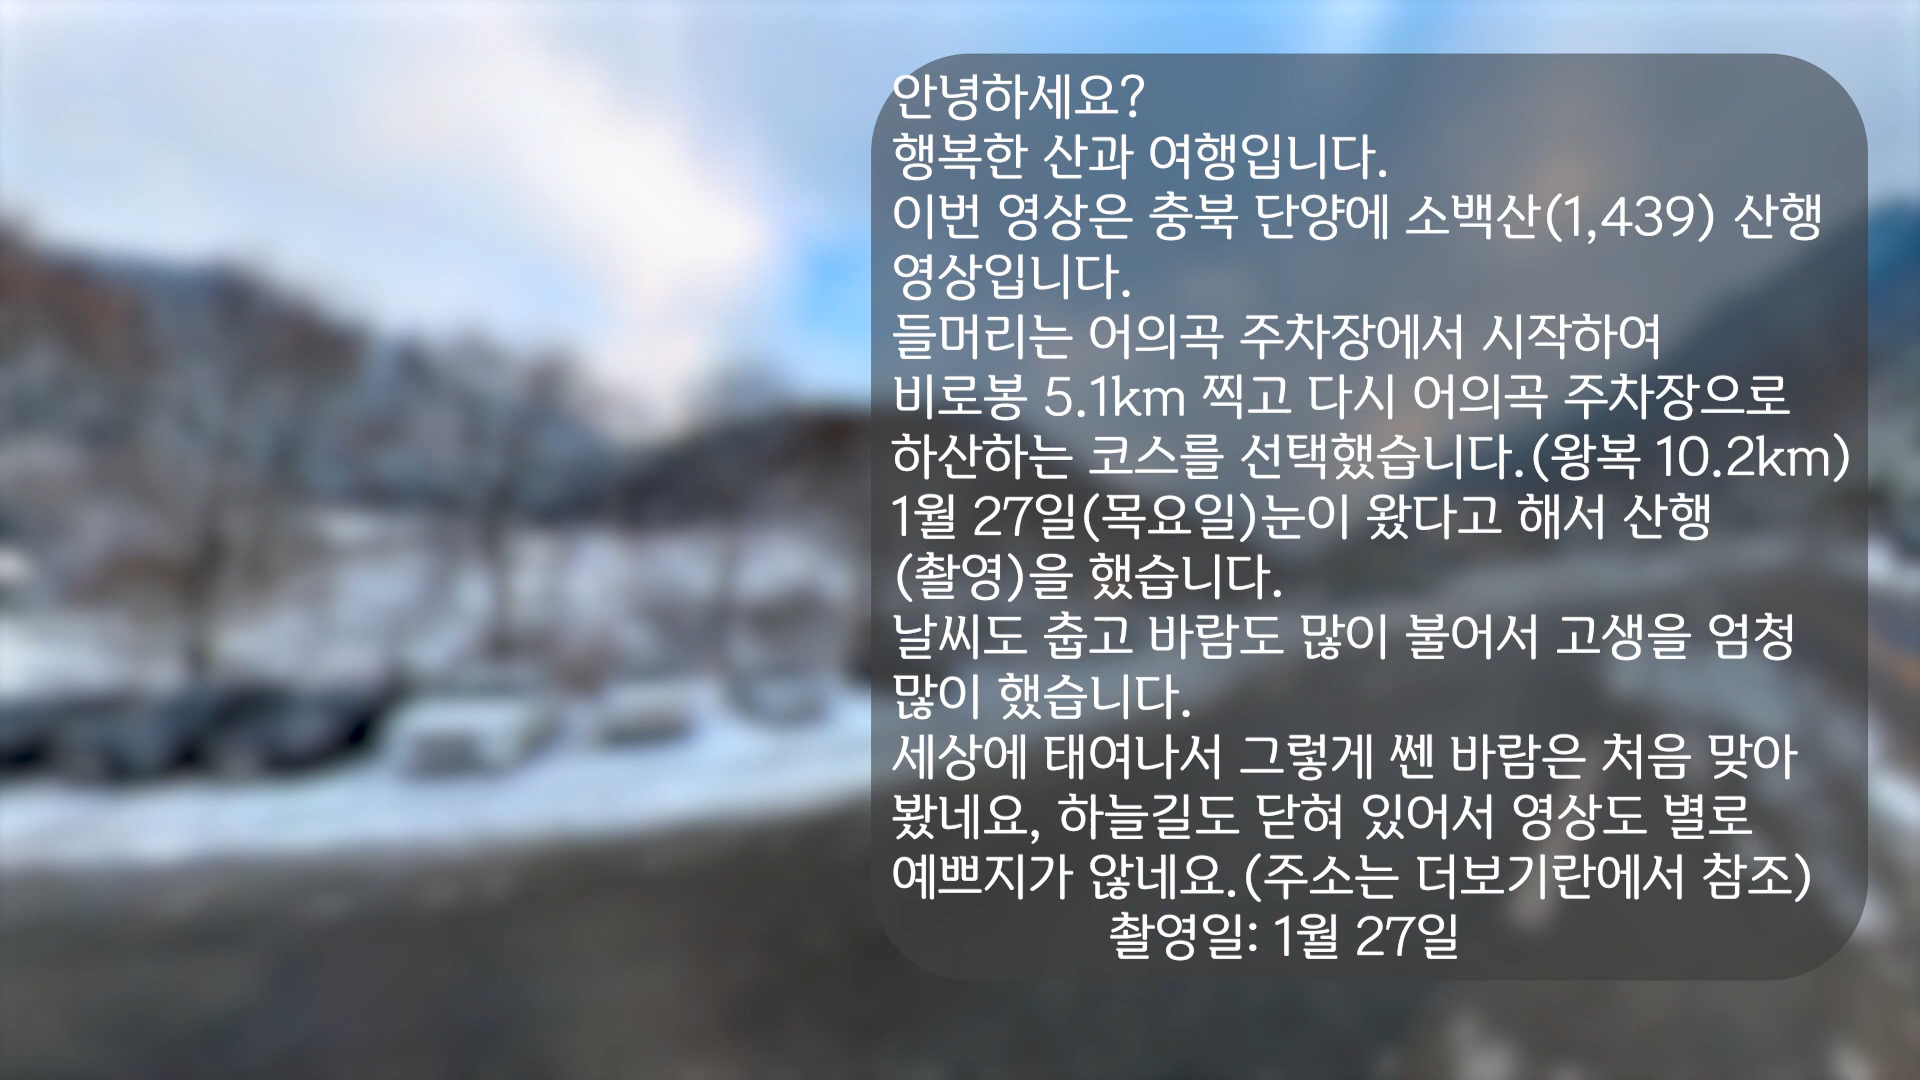 안녕하세요?
행복한 산과 여행입니다.
이번 영상은 충북 단양에 소백산(1,439) 산행
영상입니다.
들머리는 어의곡 주차장에서 시작하여
비로봉 5.1km 찍고 다시 어의곡 주차장으로
하산하는 코스를 선택했습니다.(왕복 10.2km)
1월 27일(목요일)눈이 왔다고 해서 산행
(촬영)을 했습니다.
날씨도 춥고 바람도 많이 불어서 고생을 엄청
많이 했습니다.
세상에 태여나서 그렇게 쎈 바람은 처음 맞아
봤네요, 하늘길도 닫혀 있어서 영상도 별로
예쁘지가 않네요.(주소는 더보기란에서 참조)
촬영일: 1월 27일